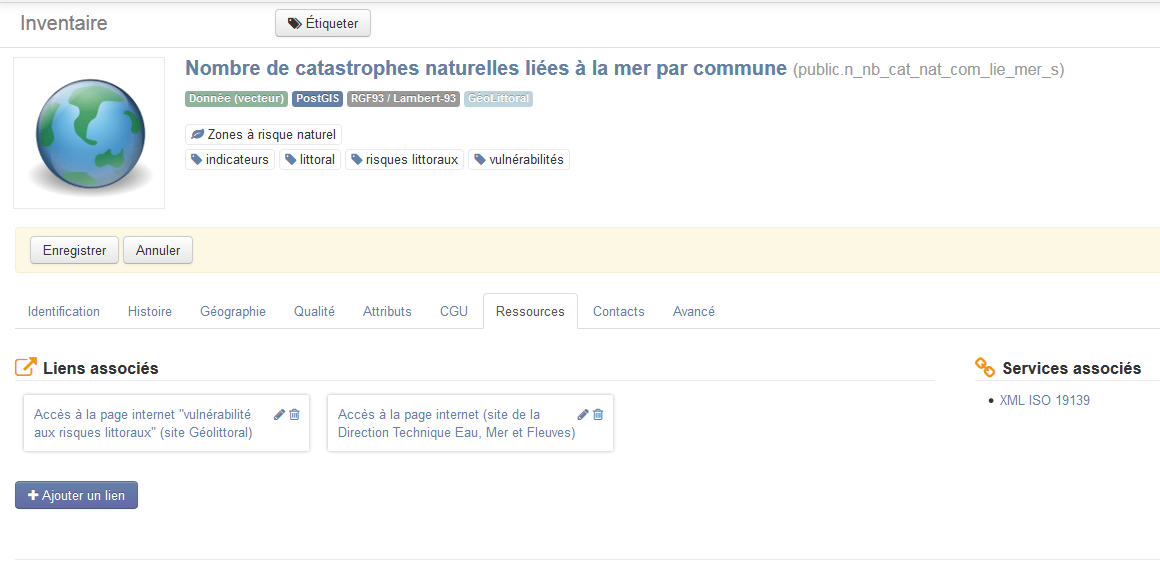 Inventaire
Étiqueter
Nombre de catastrophes naturelles liées à la mer par commune (public.n_nb_cat_nat_com_lie_mer_s)
Donnée (vecteur) PostGIS RGF93 / Lambert-93 GéoLittoral
Zones à risque naturel
indicateurs littoral risques littoraux vulnérabilités
Enregistrer Annuler
Identification Histoire Géographie Qualité Attributs CGU Ressources Contacts Avancé
Liens associés
Accès à la page internet "vulnérabilité
aux risques littoraux" (site Géolittoral)
Accès à la page internet (site de la
Direction Technique Eau, Mer et Fleuves)
Ajouter un lien
Services associés
XML ISO 19139